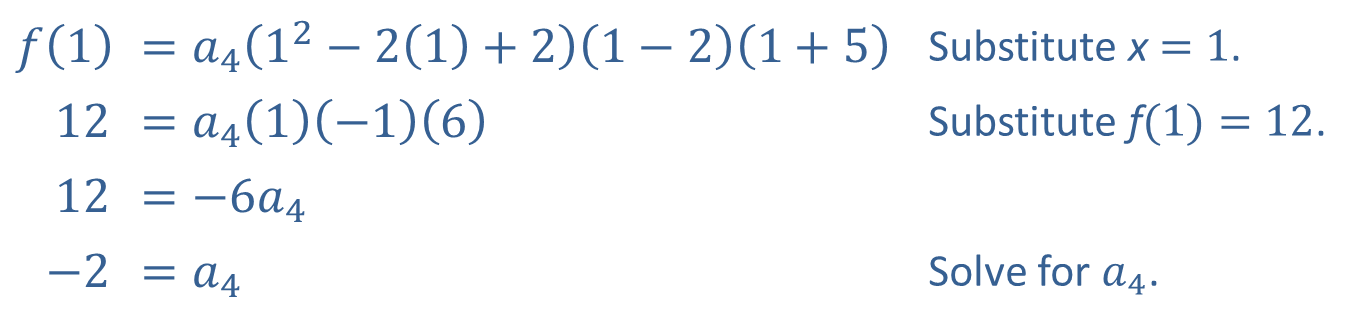 f(1) = a₄(1² − 2(1) + 2)(1 − 2)(1 + 5) Substitute x = 1.
12 = a₄(1)(−1)(6) Substitute f(1) = 12.
12 = −6a₄
−2 = a₄ Solve for a₄.